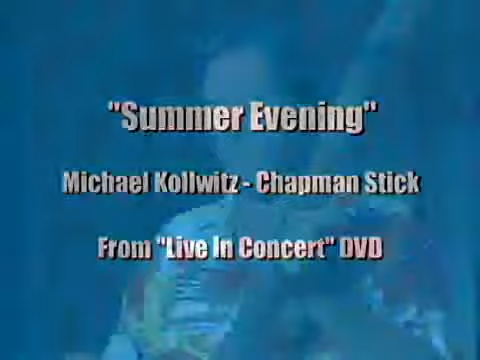 "Summer Evening"
Michael Kollwitz - Chapman Stick
From "Live In Concert" DVD